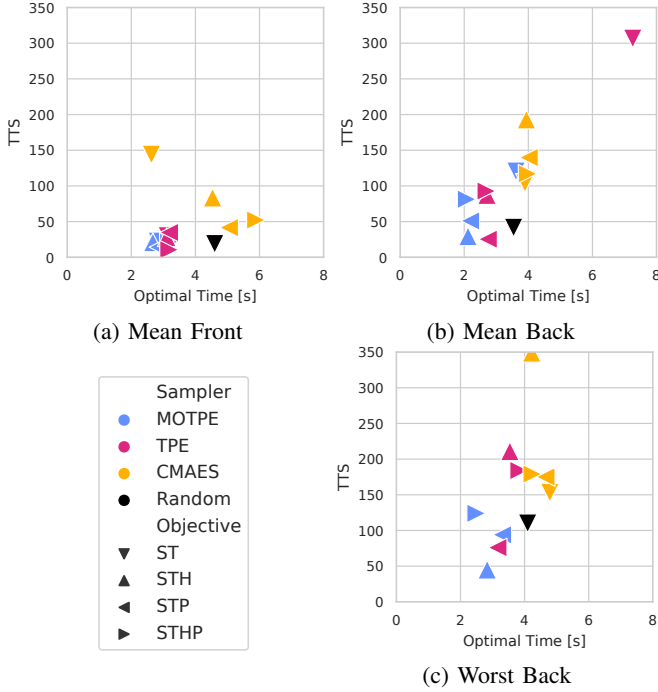 350
300
250
200
150
100
50
0
TTS
0 2 4 6 8
Optimal Time [s]
(a) Mean Front
350
300
250
200
150
100
50
0
TTS
0 2 4 6 8
Optimal Time [s]
(b) Mean Back
Sampler
MOTPE
TPE
CMAES
Random
Objective
ST
STH
STP
STHP
350
300
250
200
150
100
50
0
TTS
0 2 4 6 8
Optimal Time [s]
(c) Worst Back